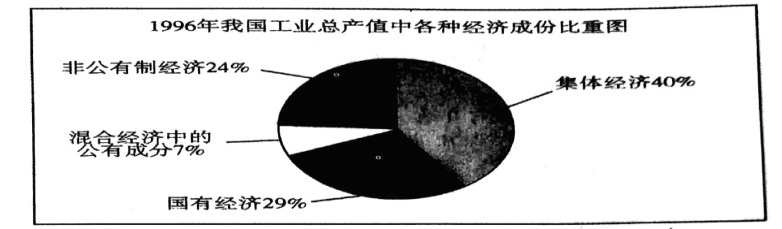 1996年我国工业总产值中各种经济成份比重图
非公有制经济24%
集体经济40%
混合经济中的
公有成分7%
国有经济29%